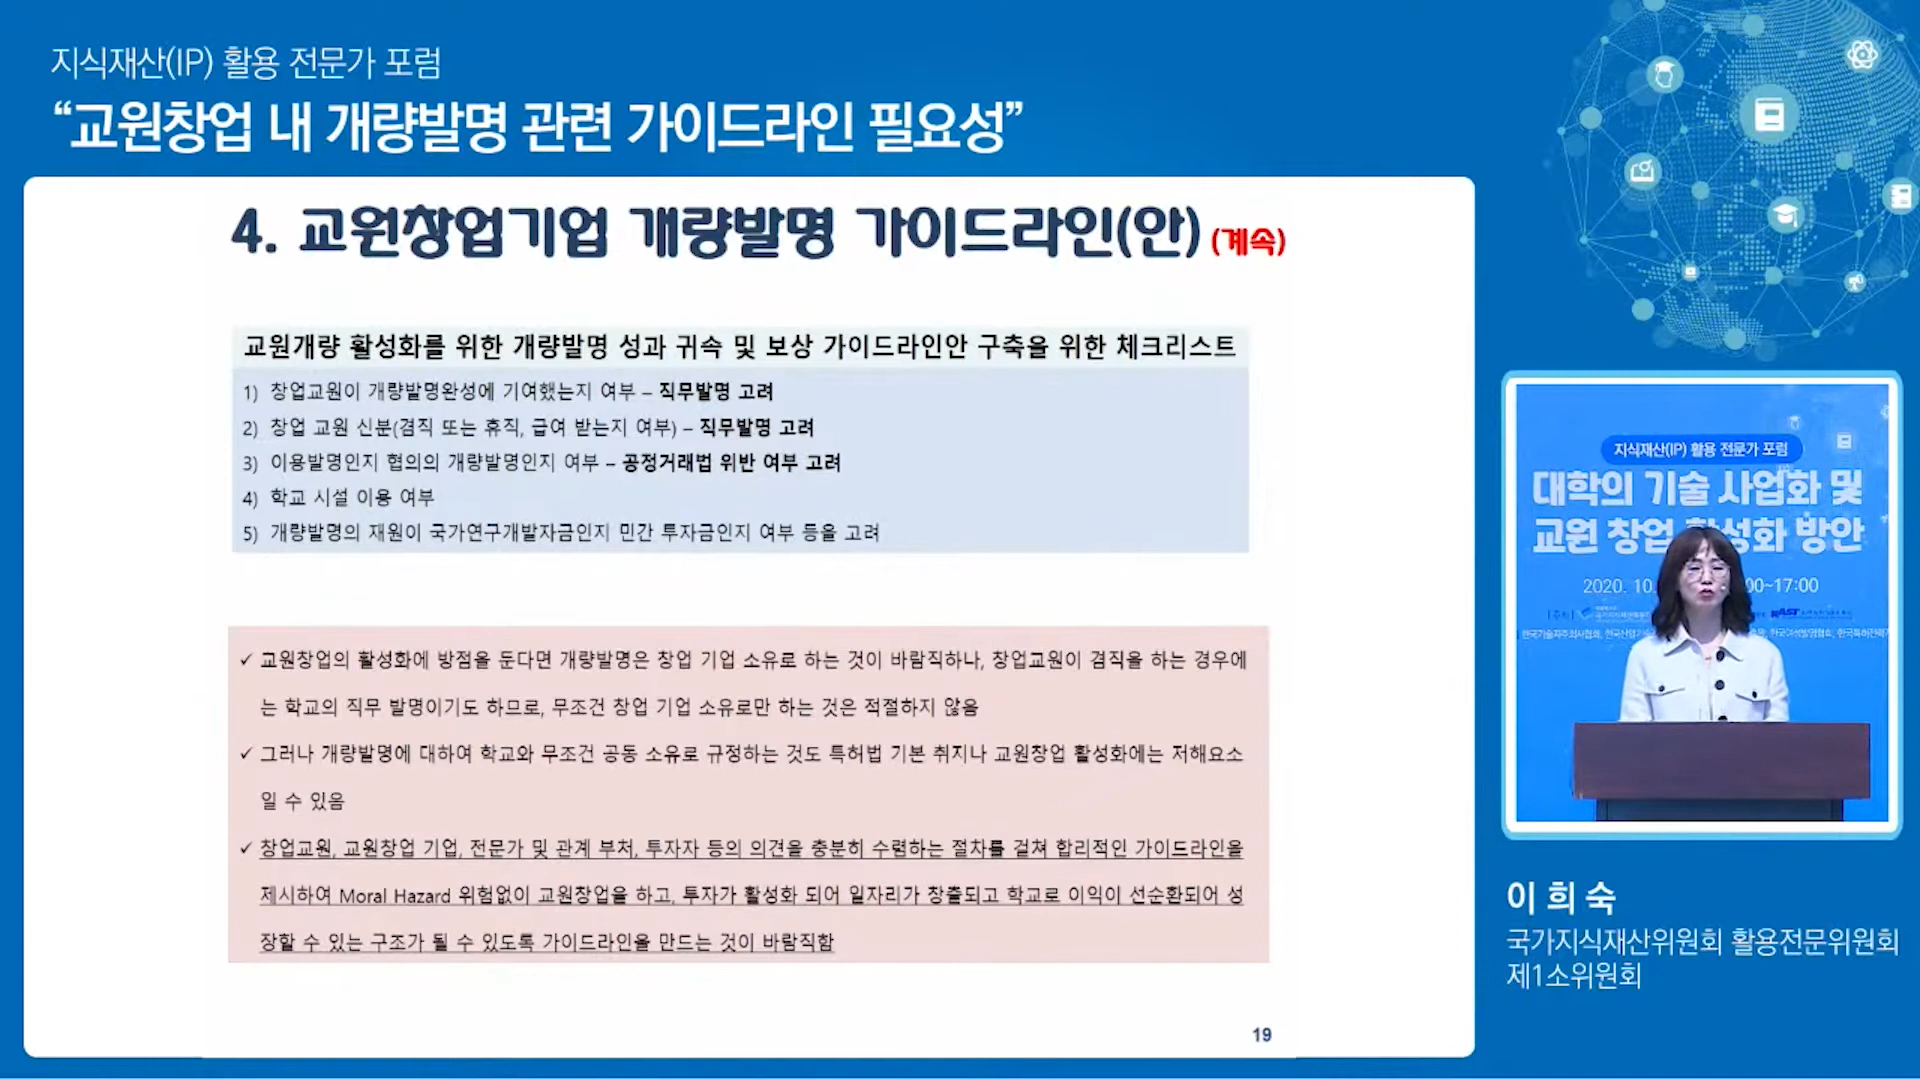 지식재산(IP) 활용 전문가 포럼
“교원창업 내 개량발명 관련 가이드라인 필요성”
4. 교원창업기업 개량발명 가이드라인(안) (계속)
교원개량 활성화를 위한 개량발명 성과 귀속 및 보상 가이드라인안 구축을 위한 체크리스트
1) 창업교원이 개량발명완성에 기여했는지 여부 – 직무발명 고려
2) 창업 교원 신분(겸직 또는 휴직, 급여 받는지 여부) – 직무발명 고려
3) 이용발명인지 협의의 개량발명인지 여부 – 공정거래법 위반 여부 고려
4) 학교 시설 이용 여부
5) 개량발명의 재원이 국가연구개발자금인지 민간 투자금인지 여부 등을 고려
✓ 교원창업의 활성화에 방점을 둔다면 개량발명은 창업 기업 소유로 하는 것이 바람직하나, 창업교원이 겸직을 하는 경우에
는 학교의 직무 발명이기도 하므로, 무조건 창업 기업 소유로만 하는 것은 적절하지 않음
✓ 그러나 개량발명에 대하여 학교와 무조건 공동 소유로 규정하는 것도 특허법 기본 취지나 교원창업 활성화에는 저해요소
일 수 있음
✓ 창업교원, 교원창업 기업, 전문가 및 관계 부처, 투자자 등의 의견을 충분히 수렴하는 절차를 걸쳐 합리적인 가이드라인을
제시하여 Moral Hazard 위험없이 교원창업을 하고, 투자가 활성화 되어 일자리가 창출되고 학교로 이익이 선순환되어 성
장할 수 있는 구조가 될 수 있도록 가이드라인을 만드는 것이 바람직함
19
지식재산(IP) 활용 전문가 포럼
대학의 기술 사업화 및
교원 창업 활성화 방안
2020. 10. 00~17:00
이 희 숙
국가지식재산위원회 활용전문위원회
제1소위원회